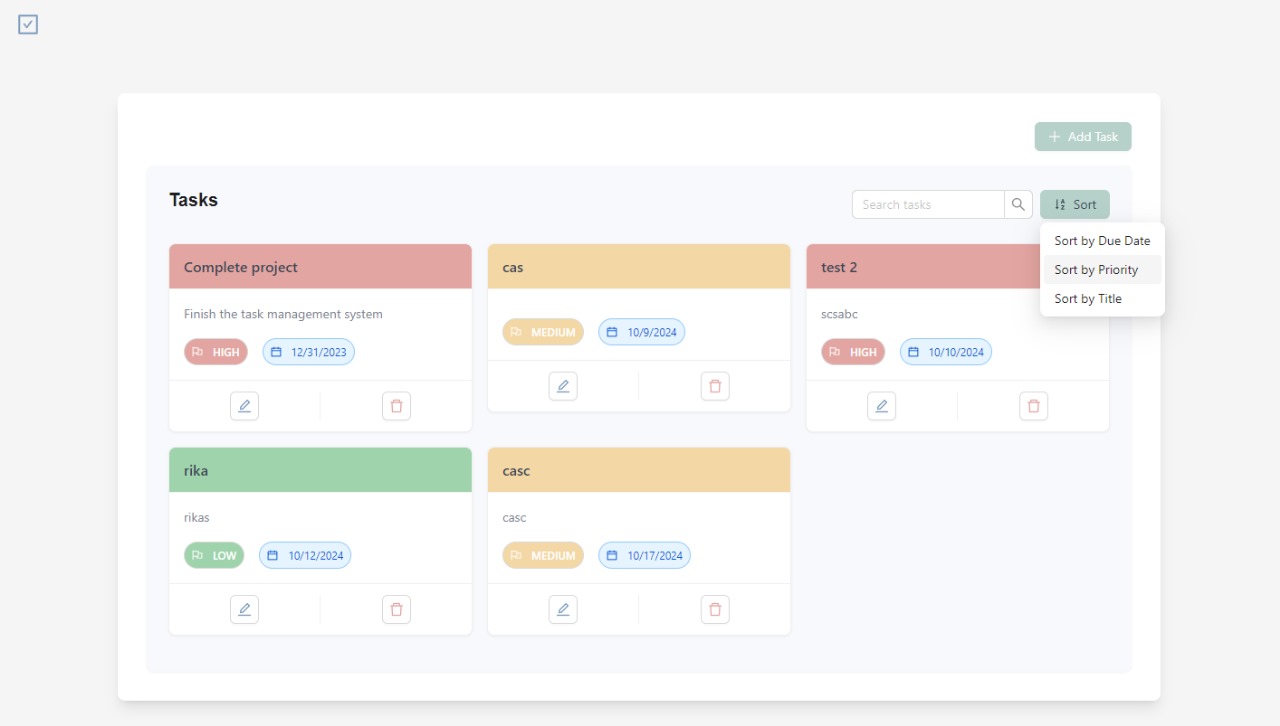 + Add Task
Tasks
Search tasks
Sort
Sort by Due Date
Sort by Priority
Sort by Title
Complete project
Finish the task management system
HIGH
12/31/2023
cas
MEDIUM
10/9/2024
test 2
scsabc
HIGH
10/10/2024
rika
rikas
LOW
10/12/2024
casc
casc
MEDIUM
10/17/2024